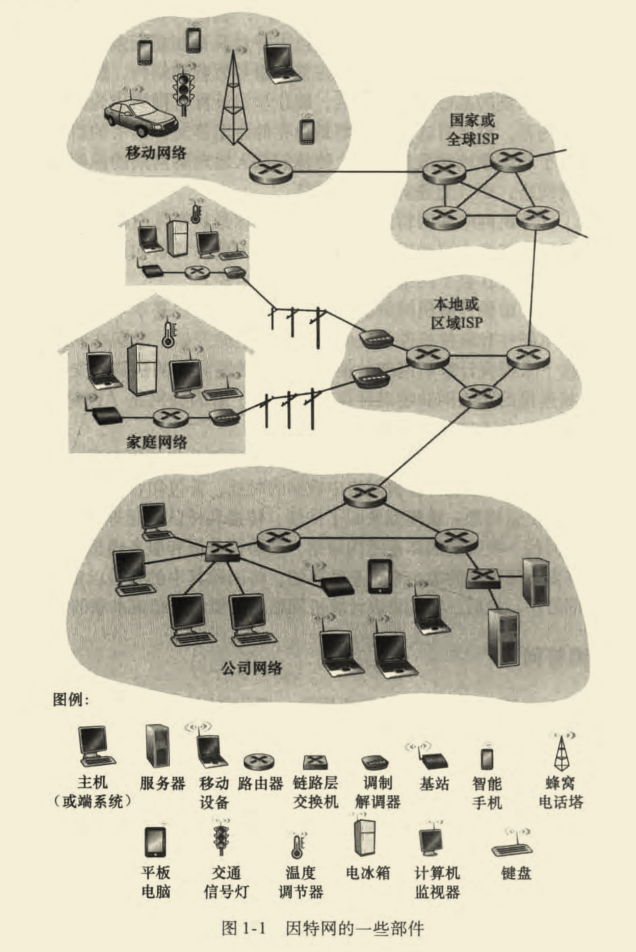 移动网络
国家或
全球ISP
本地或
区域ISP
家庭网络
公司网络
图例：
主机
（或端系统）
服务器
移动
设备
路由器
链路层
交换机
调制
解调器
基站
智能
手机
蜂窝
电话塔
平板
电脑
交通
信号灯
温度
调节器
电冰箱
计算机
监视器
键盘
图1-1 因特网的一些部件